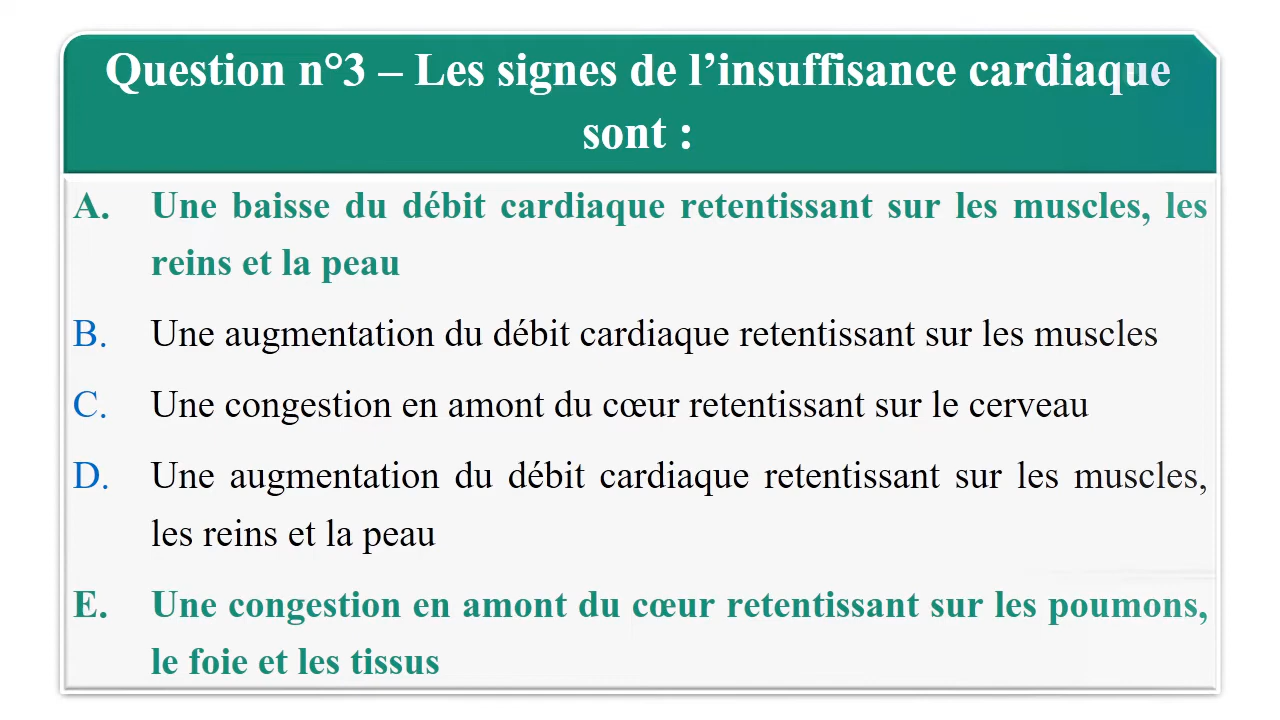 Question n°3 – Les signes de l’insuffisance cardiaque
sont :
A. Une baisse du débit cardiaque retentissant sur les muscles, les
reins et la peau
B. Une augmentation du débit cardiaque retentissant sur les muscles
C. Une congestion en amont du cœur retentissant sur le cerveau
D. Une augmentation du débit cardiaque retentissant sur les muscles,
les reins et la peau
E. Une congestion en amont du cœur retentissant sur les poumons,
le foie et les tissus